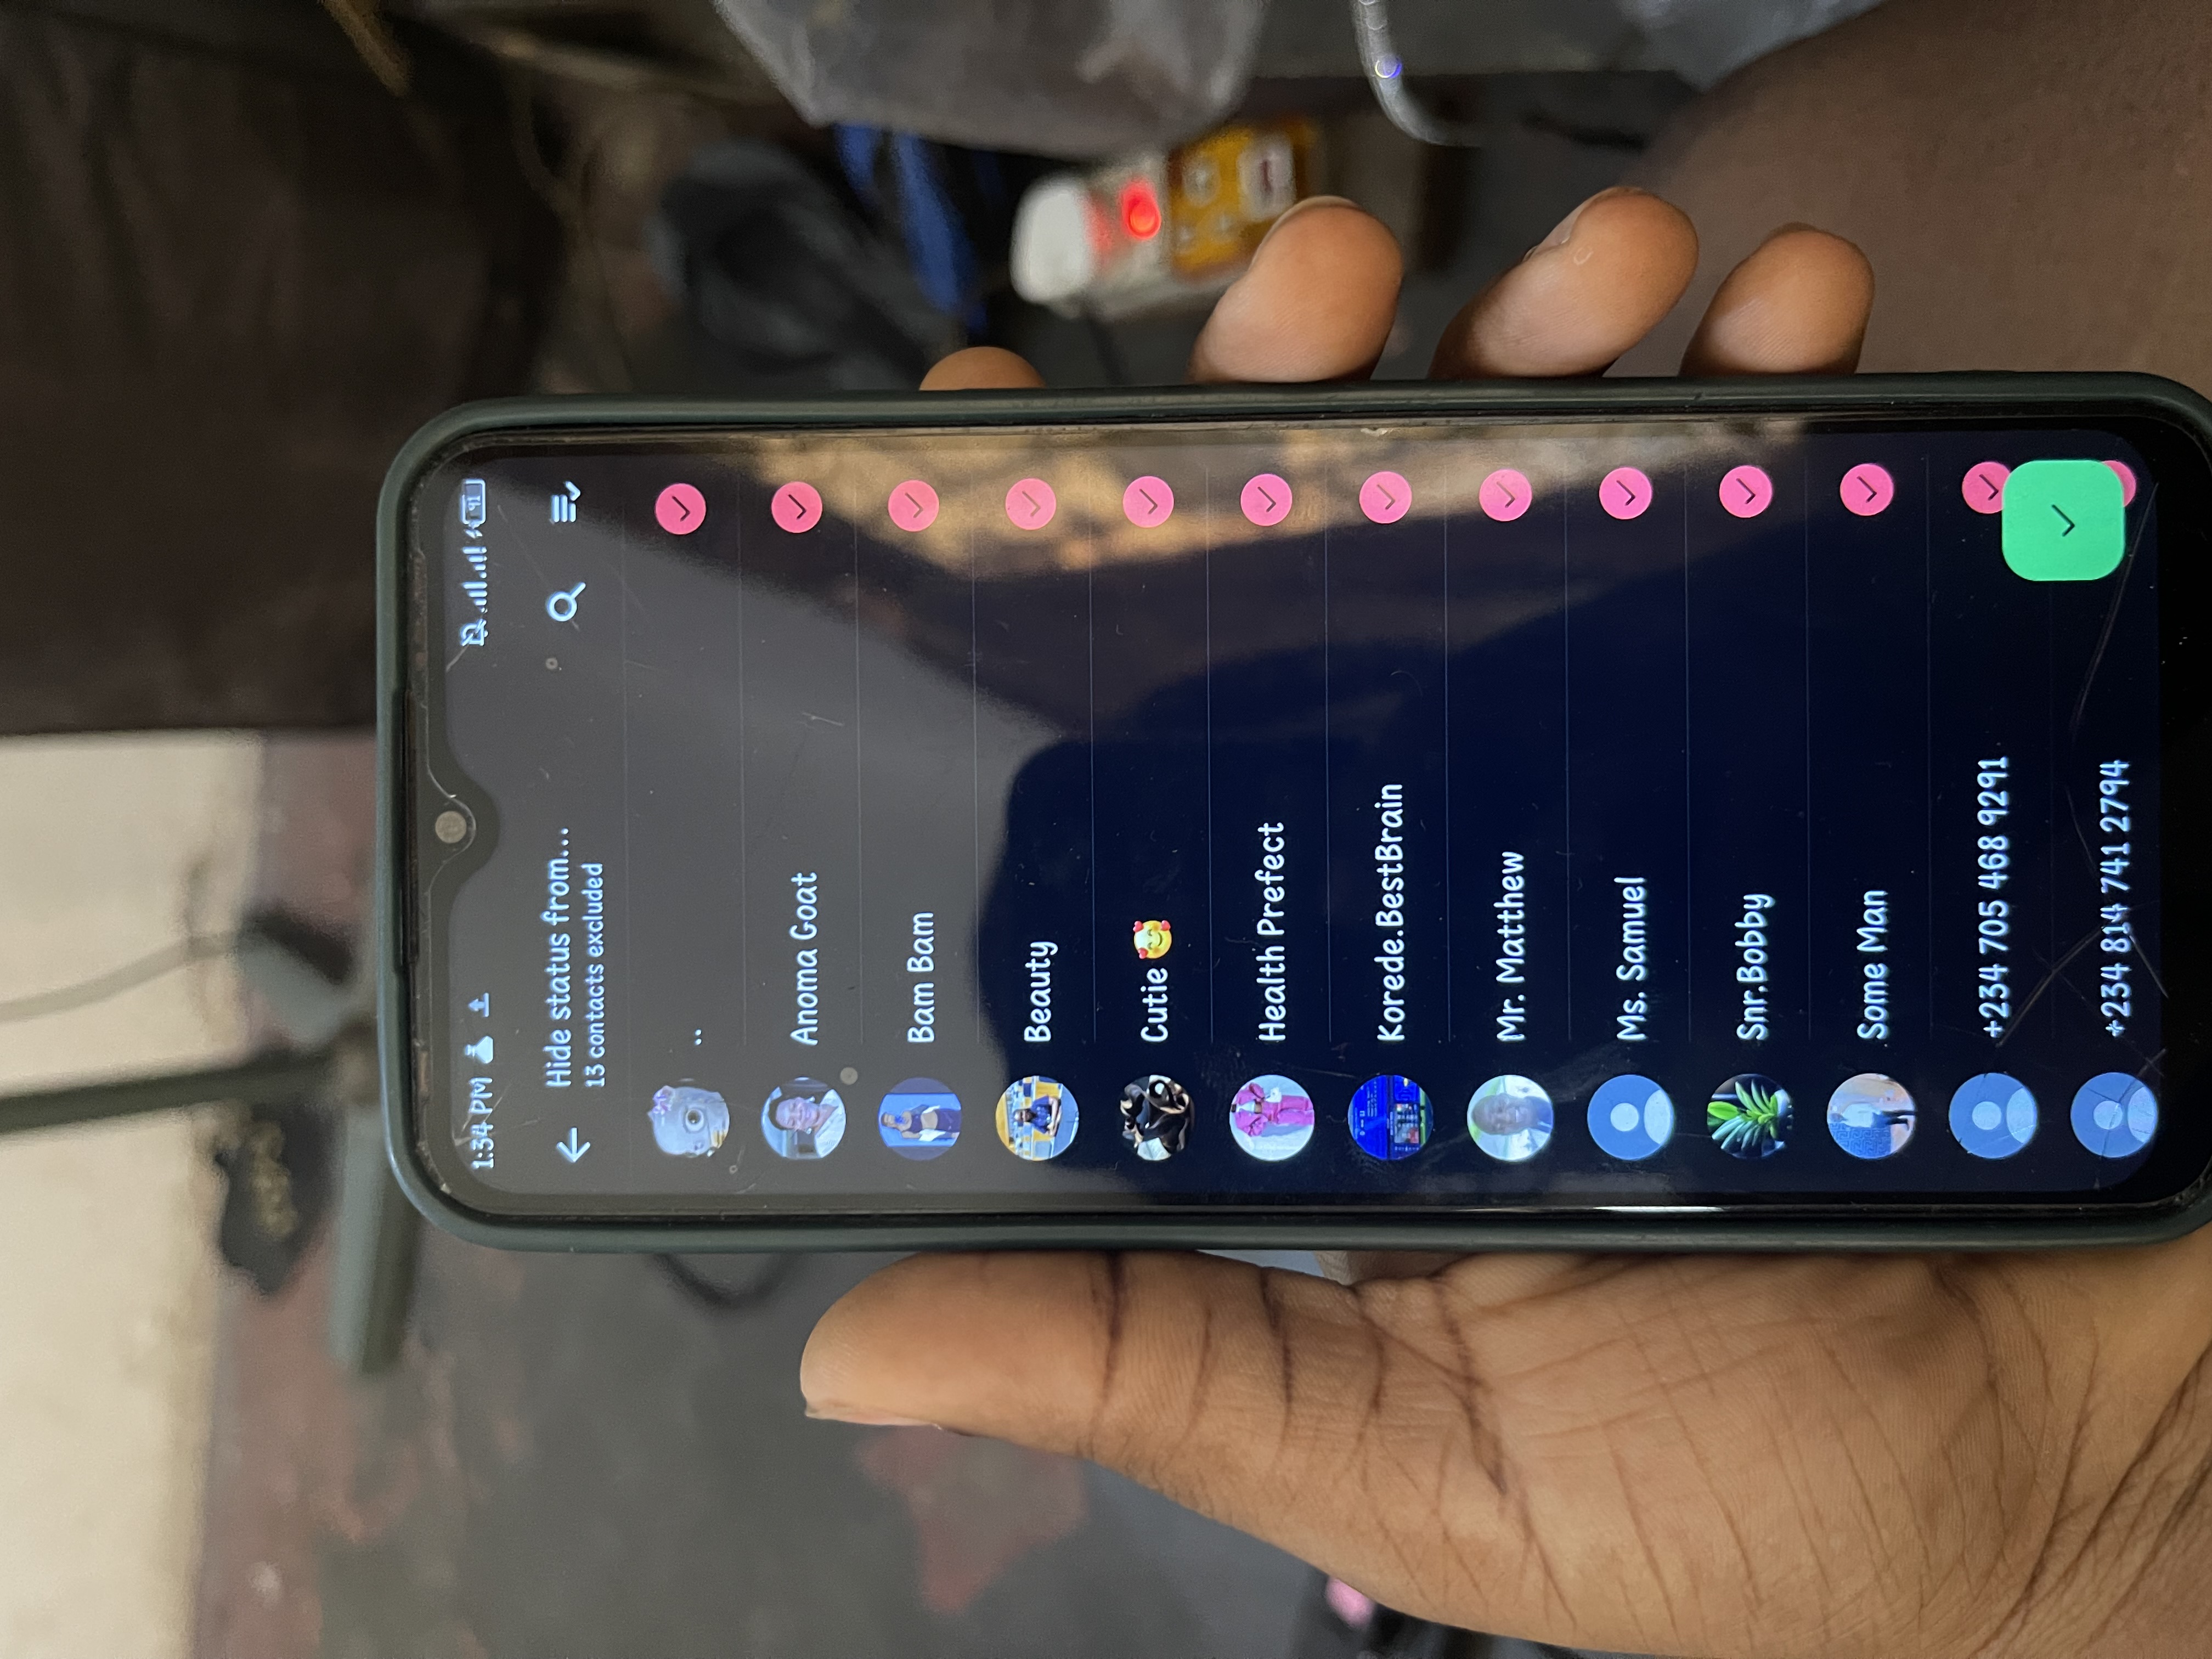 1:34 PM
91
Hide status from...
13 contacts excluded
..
Anoma Goat
Bam Bam
Beauty
Cutie 🥰
Health Prefect
Korede.BestBrain
Mr. Matthew
Ms. Samuel
Snr.Bobby
Some Man
+234 705 468 9291
+234 814 741 2794